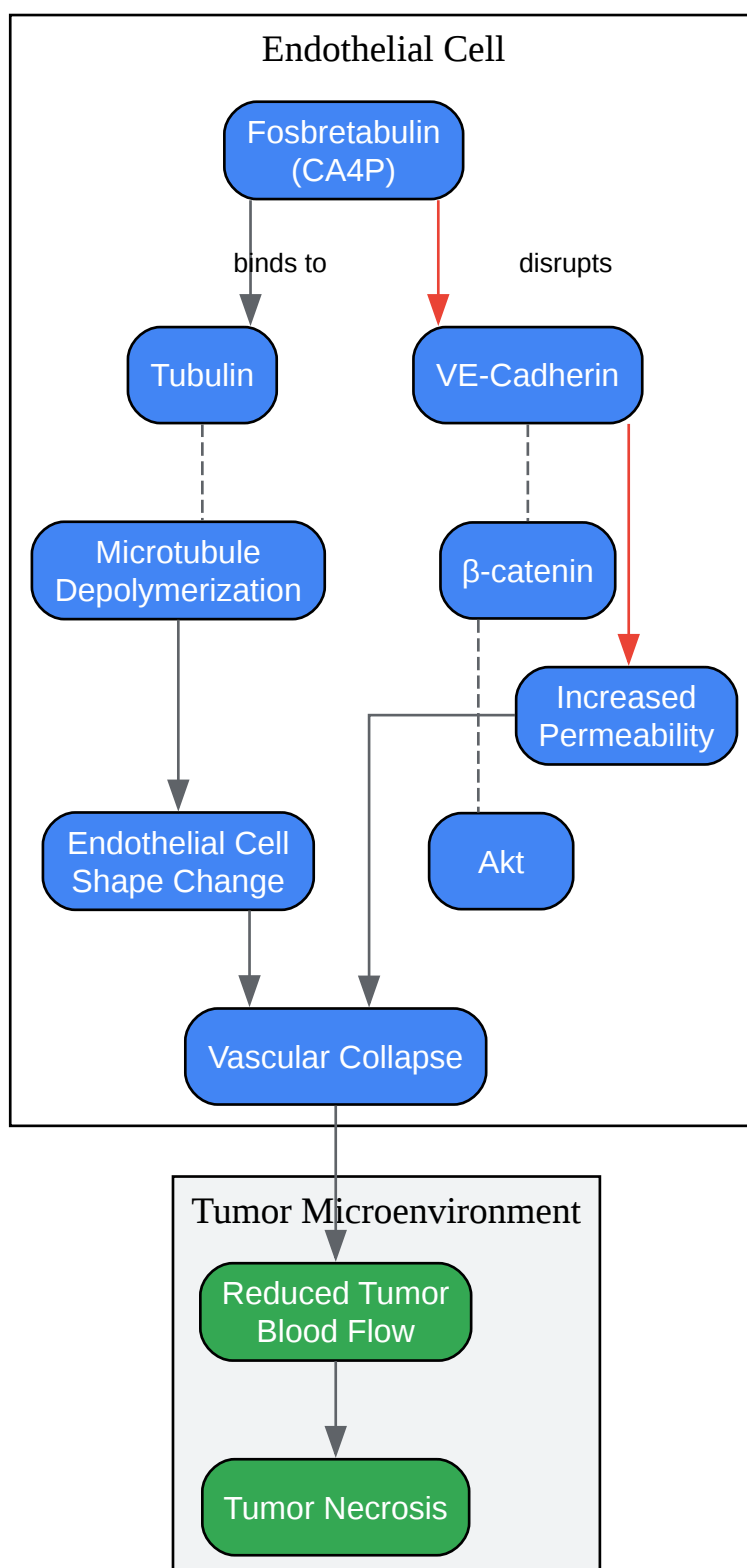 Endothelial Cell
Fosbretabulin
(CA4P)
binds to
disrupts
Tubulin
VE-Cadherin
Microtubule
Depolymerization
β-catenin
Increased
Permeability
Endothelial Cell
Shape Change
Akt
Vascular Collapse
Tumor Microenvironment
Reduced Tumor
Blood Flow
Tumor Necrosis